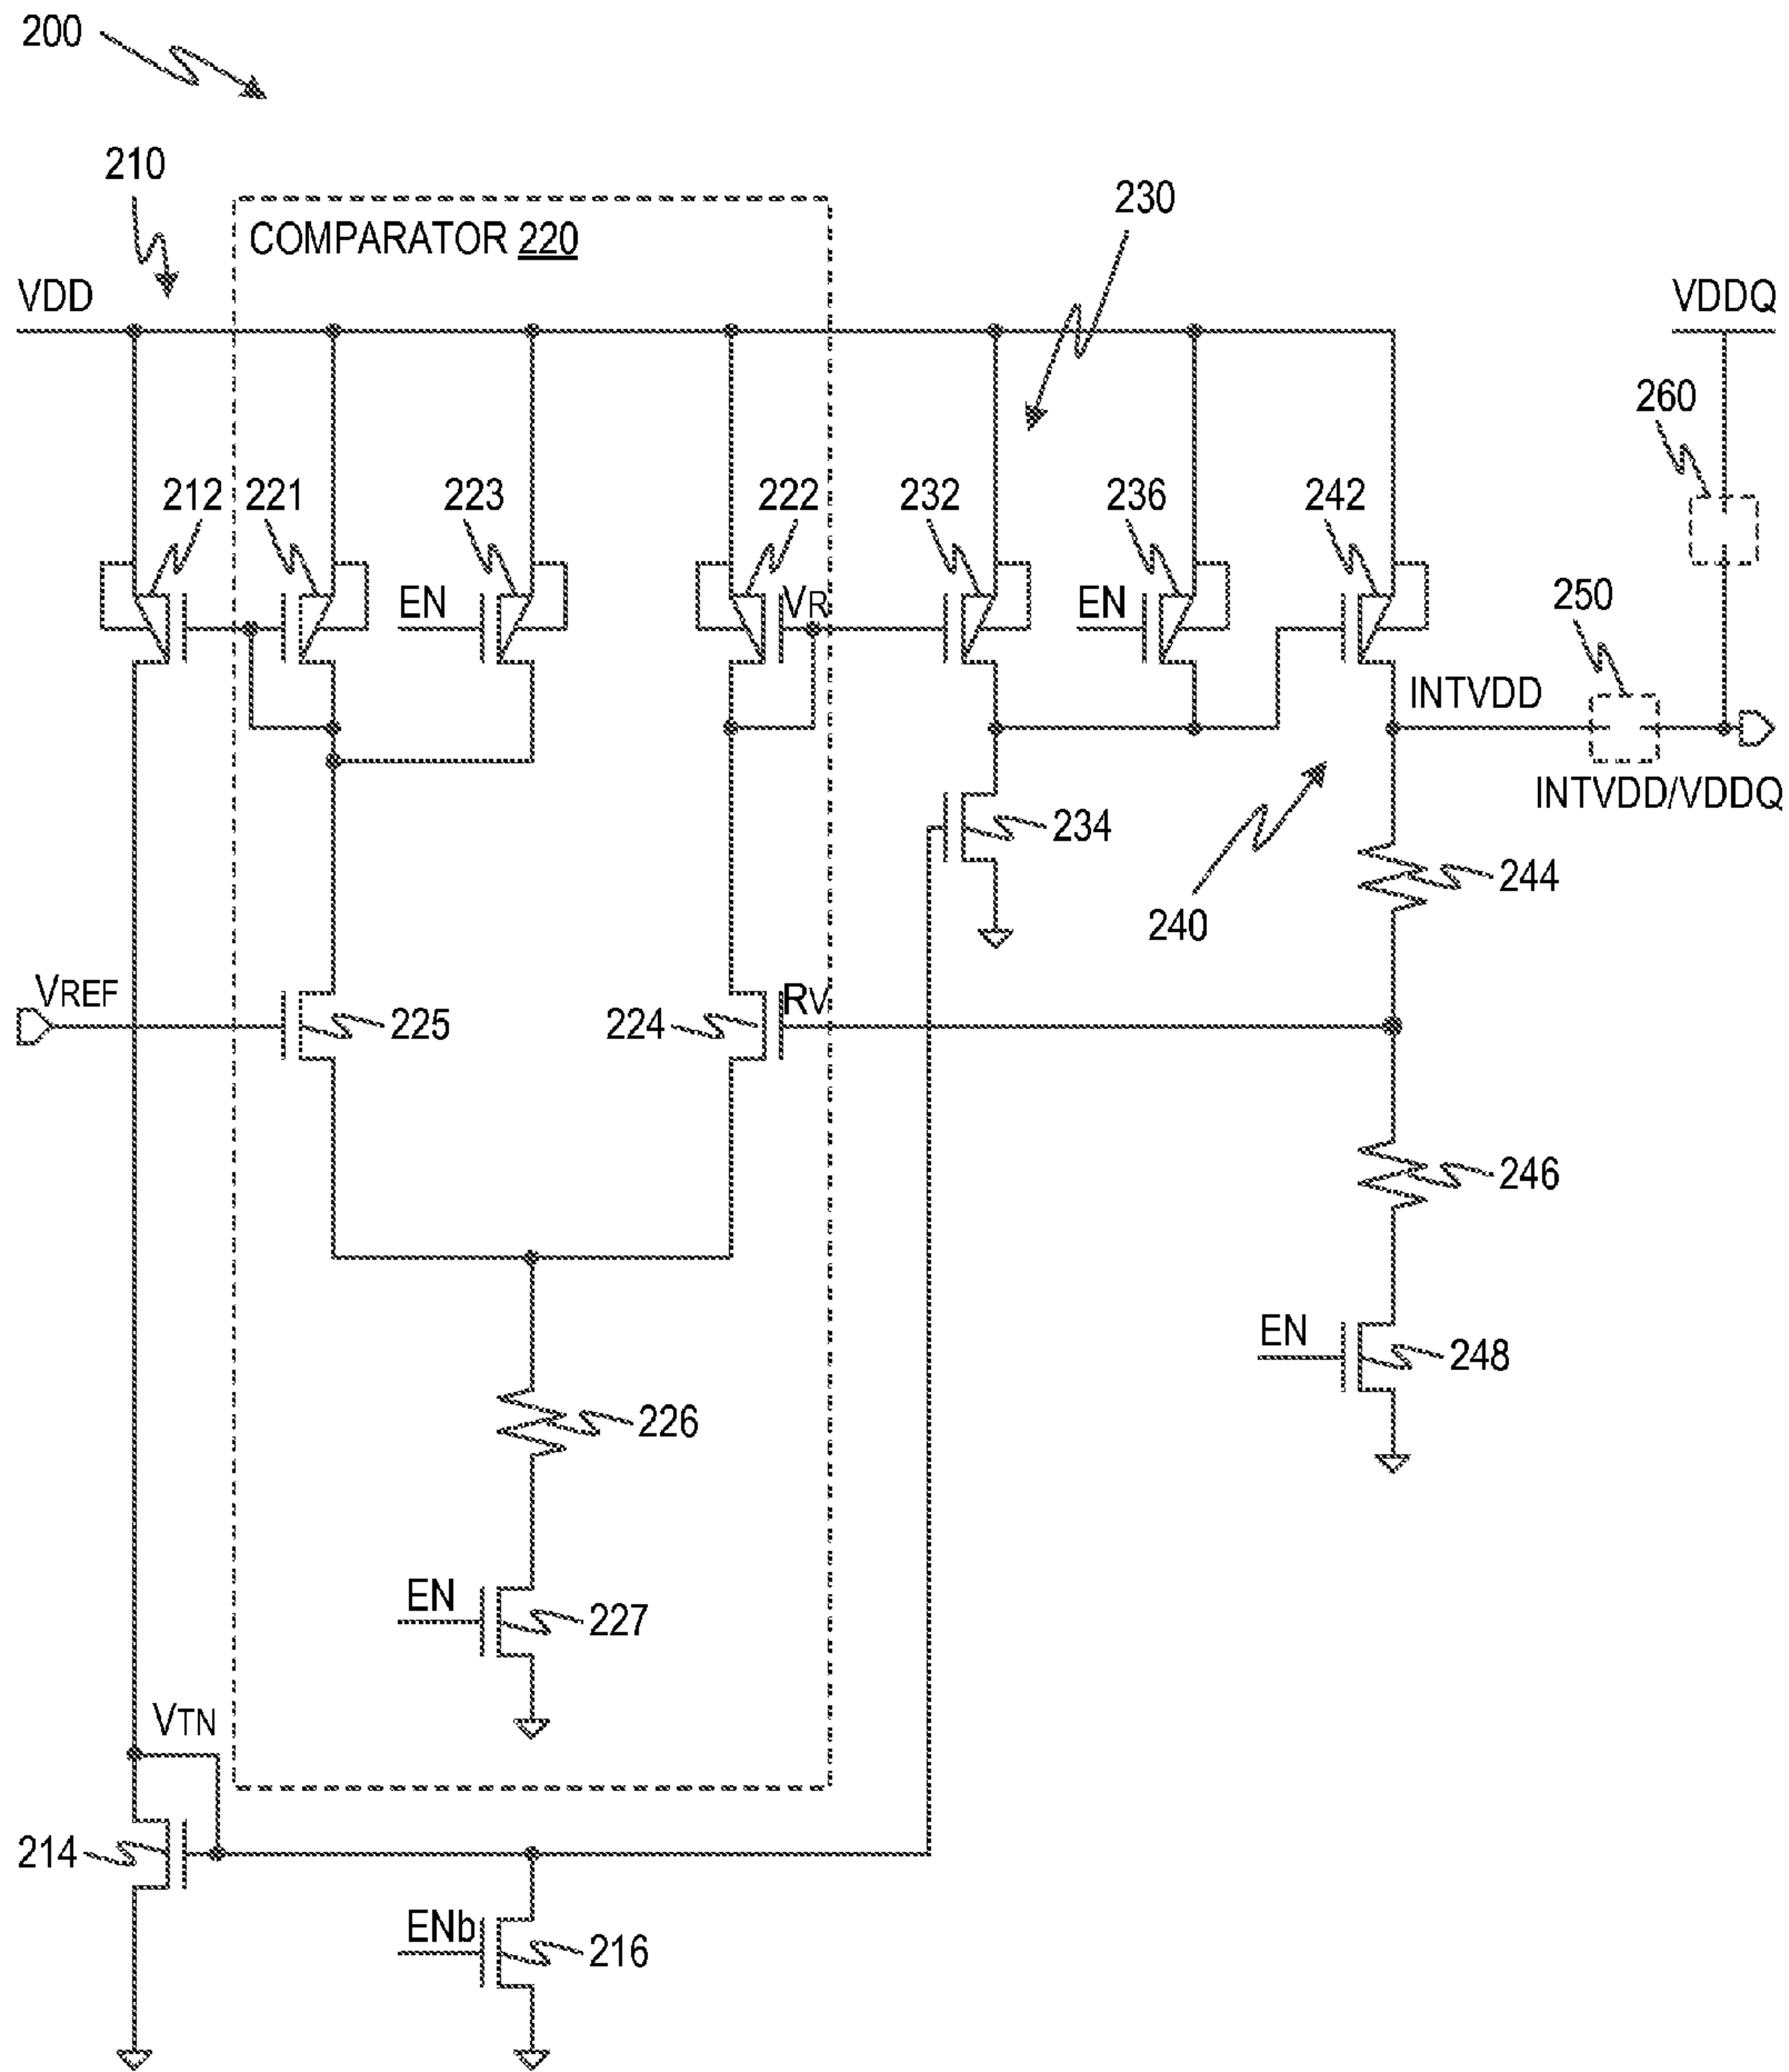 200
210
230
COMPARATOR 220
VDD
VDDQ
260
212
221
223
222
232
236
242
EN
VR
EN
250
INTVDD
INTVDD/VDDQ
234
244
240
VREF
225
224
RV
246
EN
248
226
EN
227
VTN
214
ENb
216